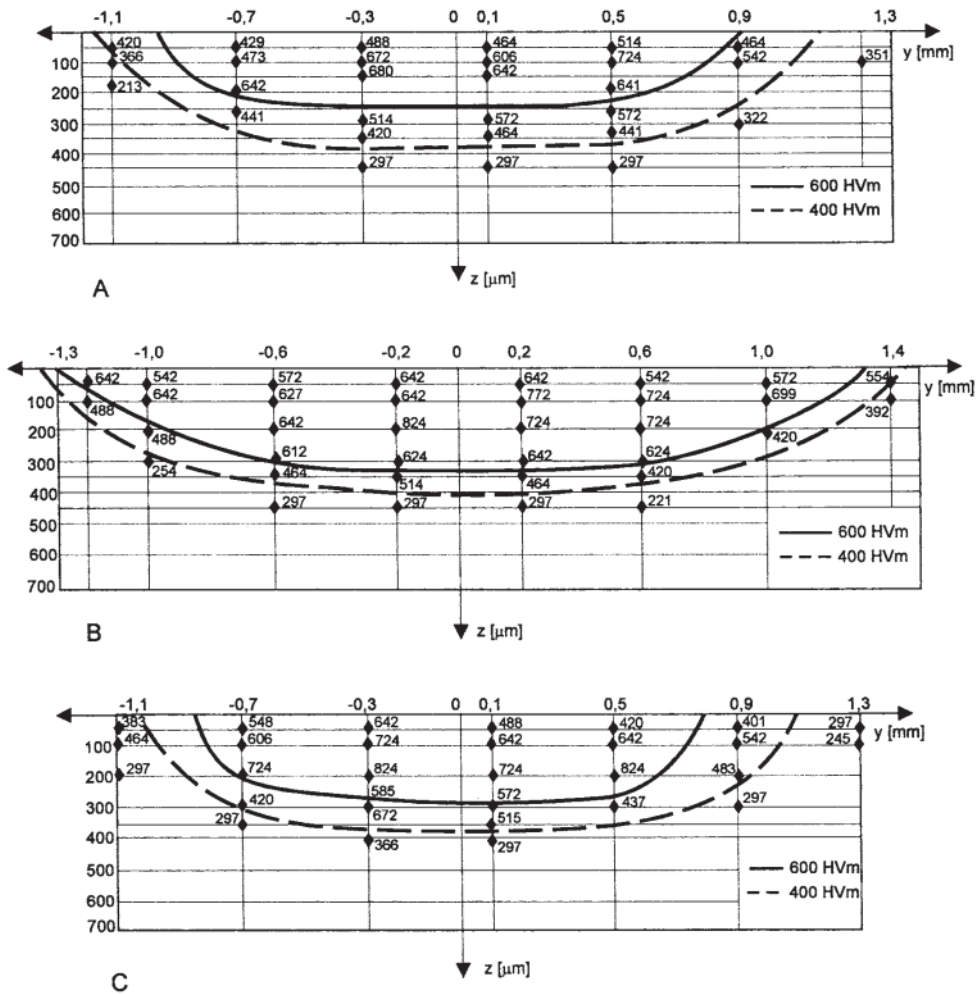 -1,1 -0,7 -0,3 0 0,1 0,5 0,9 1,3
y [mm]
420 429 488 464 514 464
100 366 473 672 606 724 542 351
680 642
200 213 642 641
441 572
300 514 572 322
420 464 441
400
297 297 297
500 600 HVm
600 400 HVm
700
A z [μm]
-1,3 -1,0 -0,6 -0,2 0 0,2 0,6 1,0 1,4
642 542 572 642 642 542 572 554
y [mm]
100 488 642 627 642 772 724 699 392
200 488 642 824 724 724 420
300 254 612 624 642 624
464 514 464 420
400
297 297 297 221
500
600 HVm
600 400 HVm
700
B z [μm]
-1,1 -0,7 -0,3 0 0,1 0,5 0,9 1,3
383 548 642 488 420 401 297
y [mm]
100 464 606 724 642 642 542 245
200 297 724 824 724 824 483
585 572
300 420 672 437 297
297 515
400 366 297
500 600 HVm
600 400 HVm
700
C z [μm]